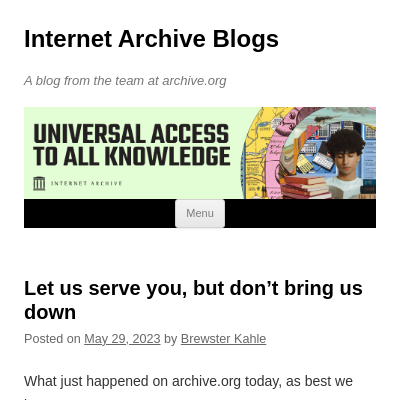 Internet Archive Blogs
A blog from the team at archive.org
UNIVERSAL ACCESS
TO ALL KNOWLEDGE
INTERNET ARCHIVE
Menu
Let us serve you, but don’t bring us
down
Posted on May 29, 2023 by Brewster Kahle
What just happened on archive.org today, as best we